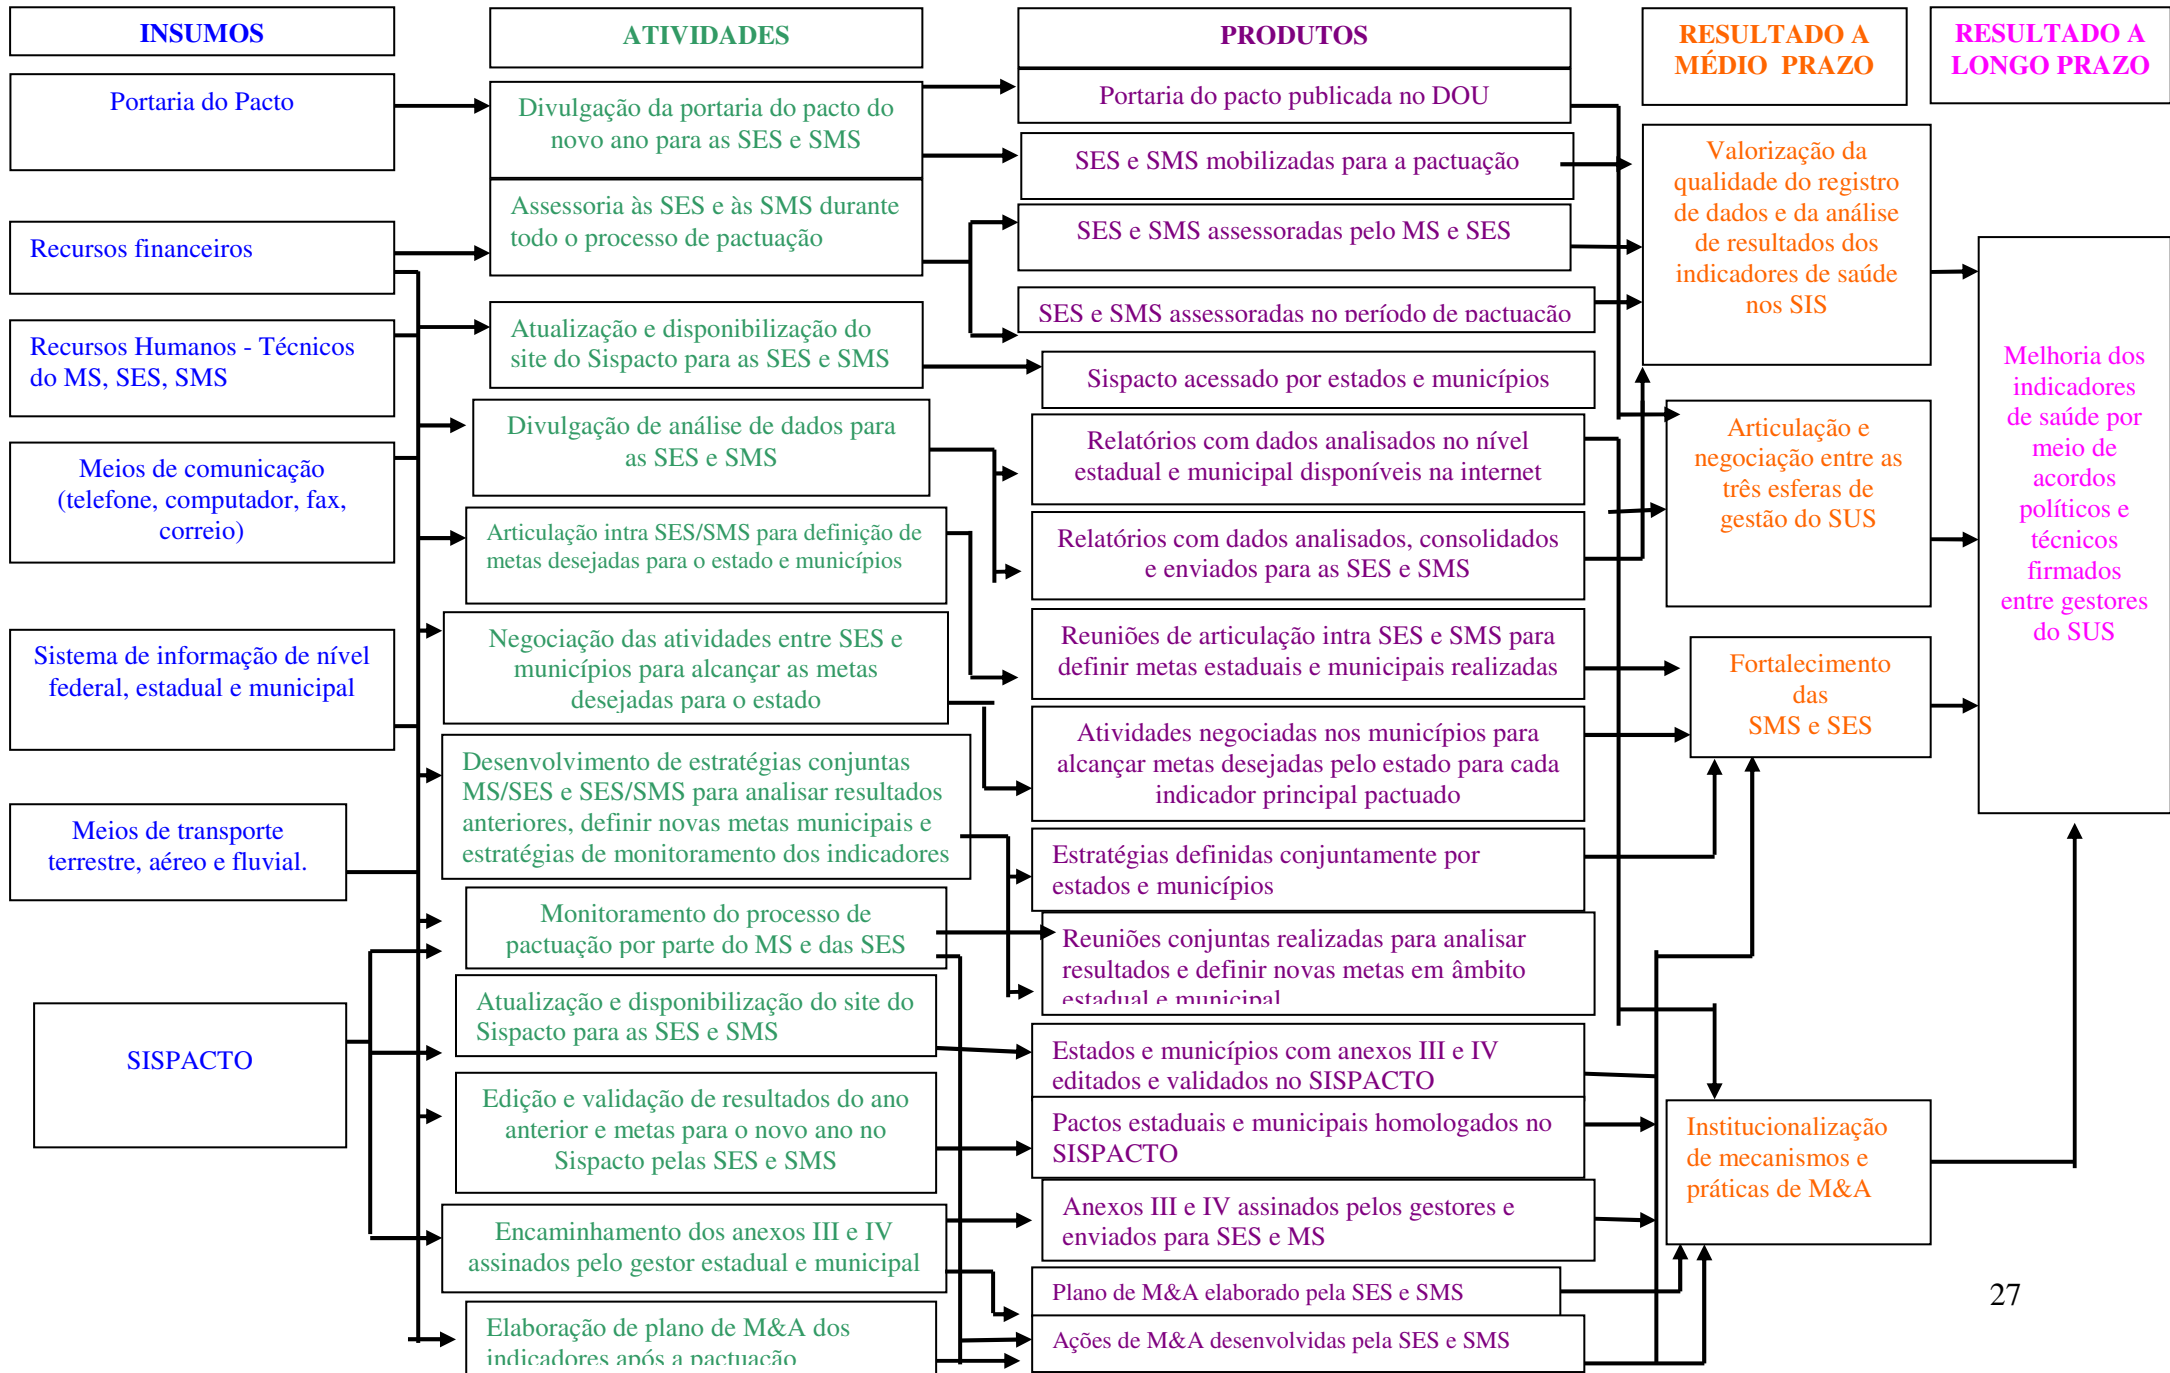 INSUMOS
Portaria do Pacto
Recursos financeiros
Recursos Humanos - Técnicos
do MS, SES, SMS
Meios de comunicação
(telefone, computador, fax,
correio)
Sistema de informação de nível
federal, estadual e municipal
Meios de transporte
terrestre, aéreo e fluvial.
SISPACTO
ATIVIDADES
Divulgação da portaria do pacto do
novo ano para as SES e SMS
Assessoria às SES e às SMS durante
todo o processo de pactuação
Atualização e disponibilização do
site do Sispacto para as SES e SMS
Divulgação de análise de dados para
as SES e SMS
Articulação intra SES/SMS para definição de
metas desejadas para o estado e municípios
Negociação das atividades entre SES e
municípios para alcançar as metas
desejadas para o estado
Desenvolvimento de estratégias conjuntas
MS/SES e SES/SMS para analisar resultados
anteriores, definir novas metas municipais e
estratégias de monitoramento dos indicadores
Monitoramento do processo de
pactuação por parte do MS e das SES
Atualização e disponibilização do site do
Sispacto para as SES e SMS
Edição e validação de resultados do ano
anterior e metas para o novo ano no
Sispacto pelas SES e SMS
Encaminhamento dos anexos III e IV
assinados pelo gestor estadual e municipal
Elaboração de plano de M&A dos
indicadores após a pactuação
PRODUTOS
Portaria do pacto publicada no DOU
SES e SMS mobilizadas para a pactuação
SES e SMS assessoradas pelo MS e SES
SES e SMS assessoradas no período de pactuação
Sispacto acessado por estados e municípios
Relatórios com dados analisados no nível
estadual e municipal disponíveis na internet
Relatórios com dados analisados, consolidados
e enviados para as SES e SMS
Reuniões de articulação intra SES e SMS para
definir metas estaduais e municipais realizadas
Atividades negociadas nos municípios para
alcançar metas desejadas pelo estado para cada
indicador principal pactuado
Estratégias definidas conjuntamente por
estados e municípios
Reuniões conjuntas realizadas para analisar
resultados e definir novas metas em âmbito
estadual e municipal
Estados e municípios com anexos III e IV
editados e validados no SISPACTO
Pactos estaduais e municipais homologados no
SISPACTO
Anexos III e IV assinados pelos gestores e
enviados para SES e MS
Plano de M&A elaborado pela SES e SMS
Ações de M&A desenvolvidas pela SES e SMS
RESULTADO A
MÉDIO PRAZO
Valorização da
qualidade do registro
de dados e da análise
de resultados dos
indicadores de saúde
nos SIS
Articulação e
negociação entre as
três esferas de
gestão do SUS
Fortalecimento
das
SMS e SES
Institucionalização
de mecanismos e
práticas de M&A
RESULTADO A
LONGO PRAZO
Melhoria dos
indicadores
de saúde por
meio de
acordos
políticos e
técnicos
firmados
entre gestores
do SUS
27